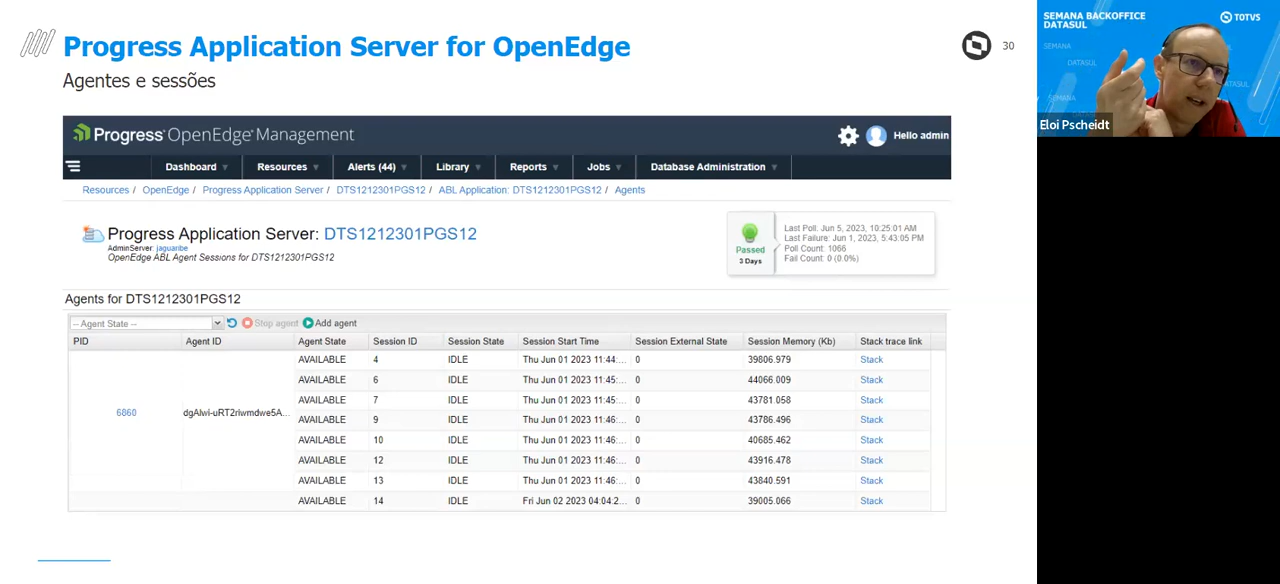 Progress Application Server for OpenEdge
30
Agentes e sessões
Progress OpenEdge Management
Hello admin
Dashboard Resources Alerts (44) Library Reports Jobs Database Administration
Resources / OpenEdge / Progress Application Server / DTS1212301PGS12 / ABL Application: DTS1212301PGS12 / Agents
Progress Application Server: DTS1212301PGS12
AdminServer: jaguaribe
OpenEdge ABL Agent Sessions for DTS1212301PGS12
Passed
3 Days
Last Poll: Jun 5, 2023, 10:25:01 AM
Last Failure: Jun 1, 2023, 5:43:05 PM
Poll Count: 1066
Fail Count: 0 (0.0%)
Agents for DTS1212301PGS12
-- Agent State -- Stop agent Add agent
PID Agent ID Agent State Session ID Session State Session Start Time Session External State Session Memory (Kb) Stack trace link
AVAILABLE 4 IDLE Thu Jun 01 2023 11:44:... 0 39806.979 Stack
AVAILABLE 6 IDLE Thu Jun 01 2023 11:45:... 0 44066.009 Stack
AVAILABLE 7 IDLE Thu Jun 01 2023 11:45:... 0 43781.058 Stack
6860 dgAlwi-uRT2riwmdwe5A...
AVAILABLE 9 IDLE Thu Jun 01 2023 11:46:... 0 43786.496 Stack
AVAILABLE 10 IDLE Thu Jun 01 2023 11:46:... 0 40685.462 Stack
AVAILABLE 12 IDLE Thu Jun 01 2023 11:46:... 0 43916.478 Stack
AVAILABLE 13 IDLE Thu Jun 01 2023 11:46:... 0 43840.591 Stack
AVAILABLE 14 IDLE Fri Jun 02 2023 04:04:2... 0 39005.066 Stack
SEMANA BACKOFFICE
DATASUL
TOTVS
SEMANA
DATASUL
DATASUL
SEMANA
Eloi Pscheidt